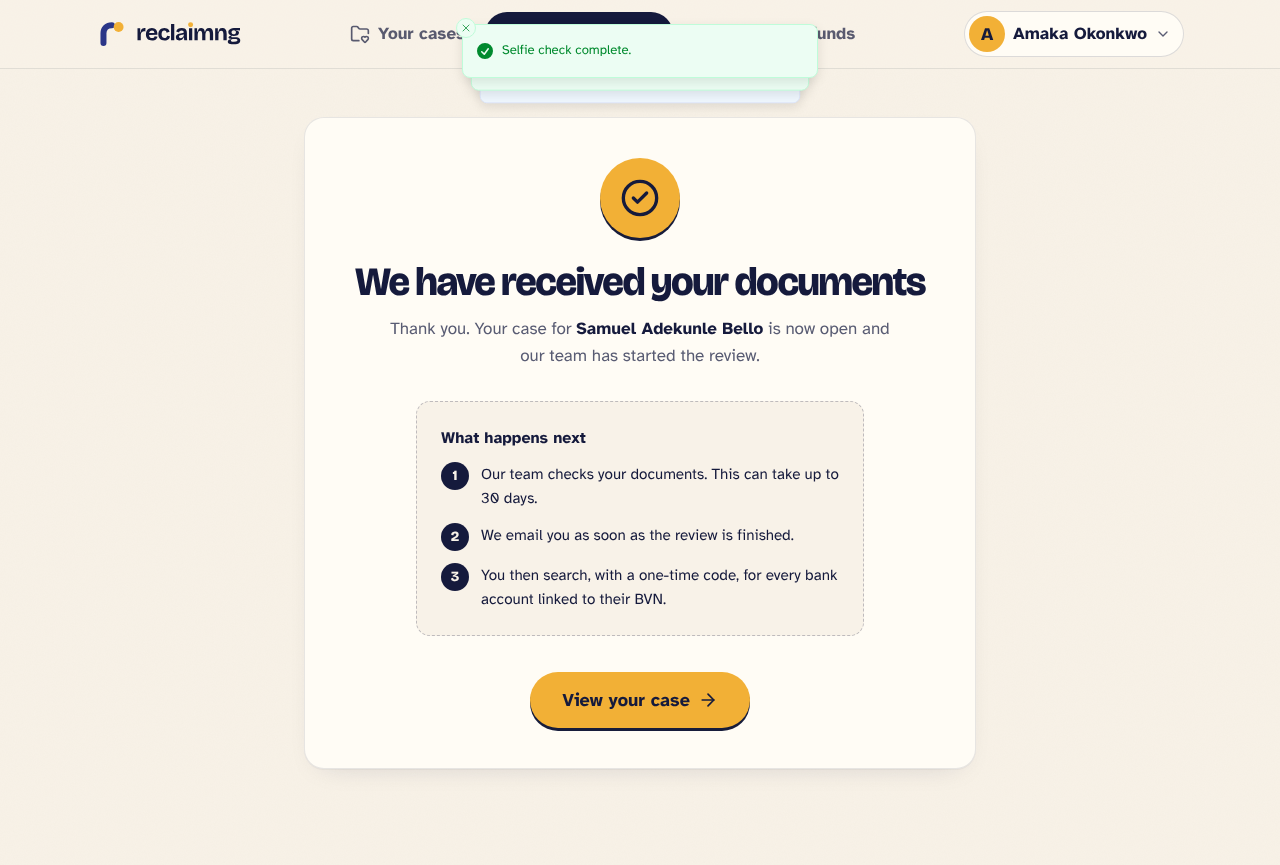 reclaimng
Your cases
unds
A
Amaka Okonkwo
Selfie check complete.
We have received your documents
Thank you. Your case for Samuel Adekunle Bello is now open and
our team has started the review.
What happens next
1
Our team checks your documents. This can take up to
30 days.
2
We email you as soon as the review is finished.
3
You then search, with a one-time code, for every bank
account linked to their BVN.
View your case